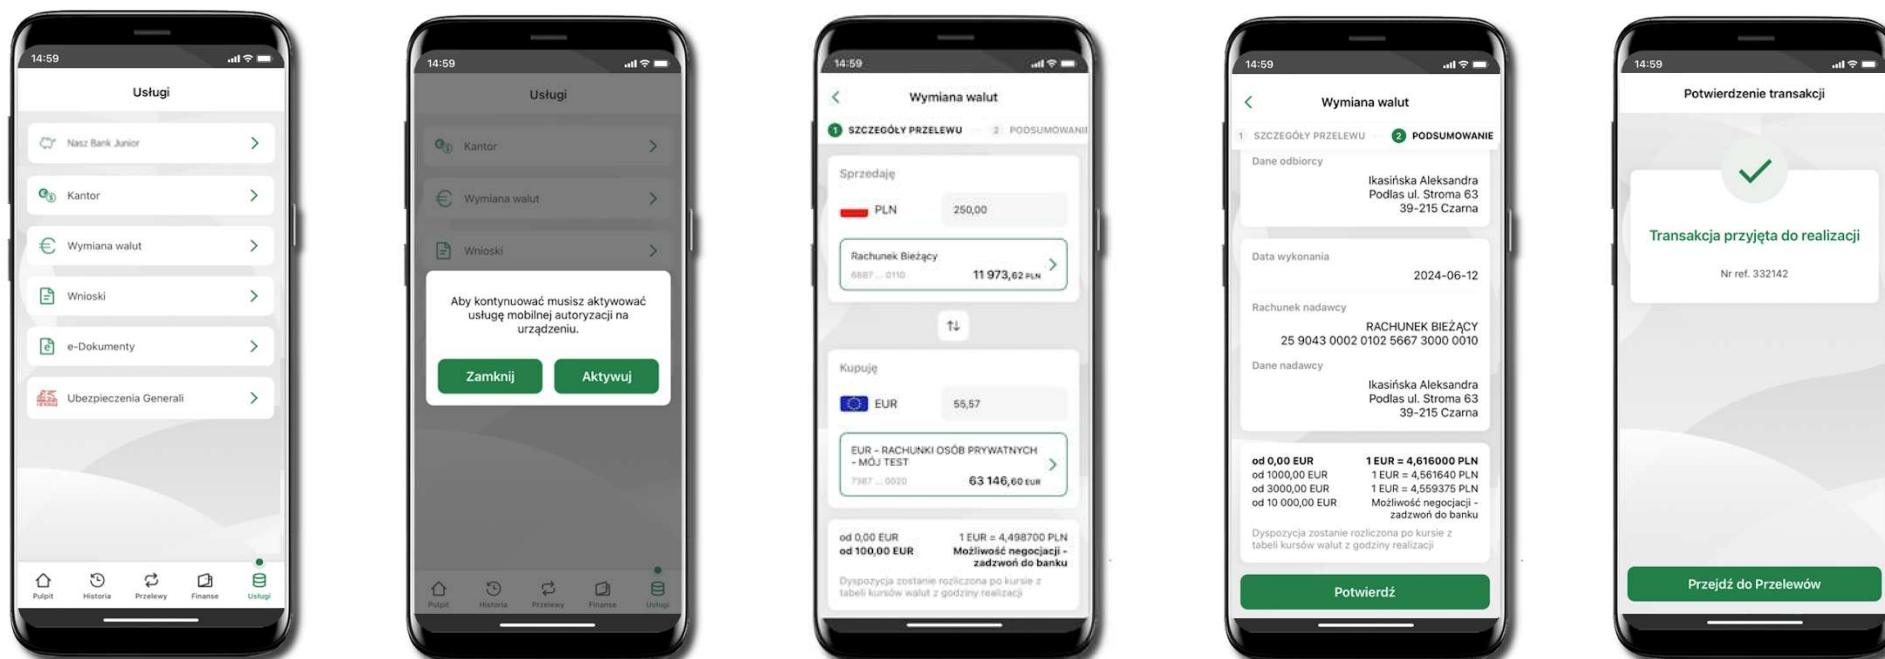 14:59
Usługi
Nasz Bank Junior
Kantor
Wymiana walut
Wnioski
e-Dokumenty
Ubezpieczenia Generali
Pulpit Historia Przelewy Finanse Usługi
14:59
Usługi
Kantor
Wymiana walut
Wnioski
Aby kontynuować musisz aktywować
usługę mobilnej autoryzacji na
urządzeniu.
Zamknij Aktywuj
Pulpit Historia Przelewy Finanse Usługi
14:59
Wymiana walut
1 SZCZEGÓŁY PRZELEWU 2 PODSUMOWANIE
Sprzedaję
PLN 250,00
Rachunek Bieżący
6887 ... 0110 11 973,62 PLN
Kupuję
EUR 55,57
EUR - RACHUNKI OSÓB PRYWATNYCH
- MÓJ TEST
7387 ... 0020 63 146,60 EUR
od 0,00 EUR 1 EUR = 4,498700 PLN
od 100,00 EUR Możliwość negocjacji -
zadzwoń do banku
Dyspozycja zostanie rozliczona po kursie z
tabeli kursów walut z godziny realizacji
14:59
Wymiana walut
1 SZCZEGÓŁY PRZELEWU 2 PODSUMOWANIE
Dane odbiorcy
Ikasińska Aleksandra
Podlas ul. Stroma 63
39-215 Czarna
Data wykonania
2024-06-12
Rachunek nadawcy
RACHUNEK BIEŻĄCY
25 9043 0002 0102 5667 3000 0010
Dane nadawcy
Ikasińska Aleksandra
Podlas ul. Stroma 63
39-215 Czarna
od 0,00 EUR 1 EUR = 4,616000 PLN
od 1000,00 EUR 1 EUR = 4,561640 PLN
od 3000,00 EUR 1 EUR = 4,559375 PLN
od 10 000,00 EUR Możliwość negocjacji -
zadzwoń do banku
Dyspozycja zostanie rozliczona po kursie z
tabeli kursów walut z godziny realizacji
Potwierdź
14:59
Potwierdzenie transakcji
Transakcja przyjęta do realizacji
Nr ref. 332142
Przejdź do Przelewów